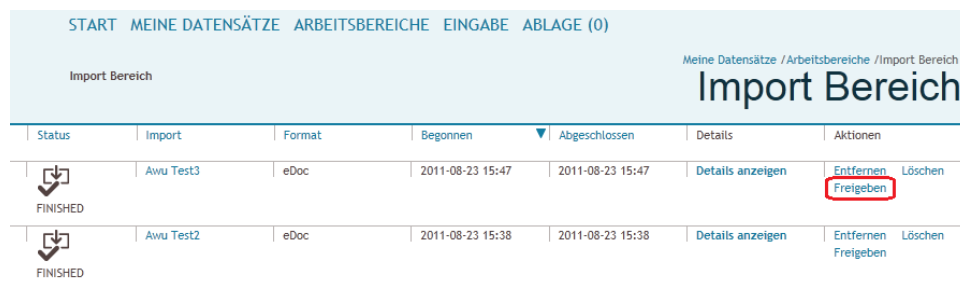 START MEINE DATENSÄTZE ARBEITSBEREICHE EINGABE ABLAGE (0)
Meine Datensätze /Arbeitsbereiche /Import Bereich
Import Bereich
Import Bereich
Status Import Format Begonnen Abgeschlossen Details Aktionen
Awu Test3 eDoc 2011-08-23 15:47 2011-08-23 15:47 Details anzeigen Entfernen Löschen
Freigeben
FINISHED
Awu Test2 eDoc 2011-08-23 15:38 2011-08-23 15:38 Details anzeigen Entfernen Löschen
Freigeben
FINISHED